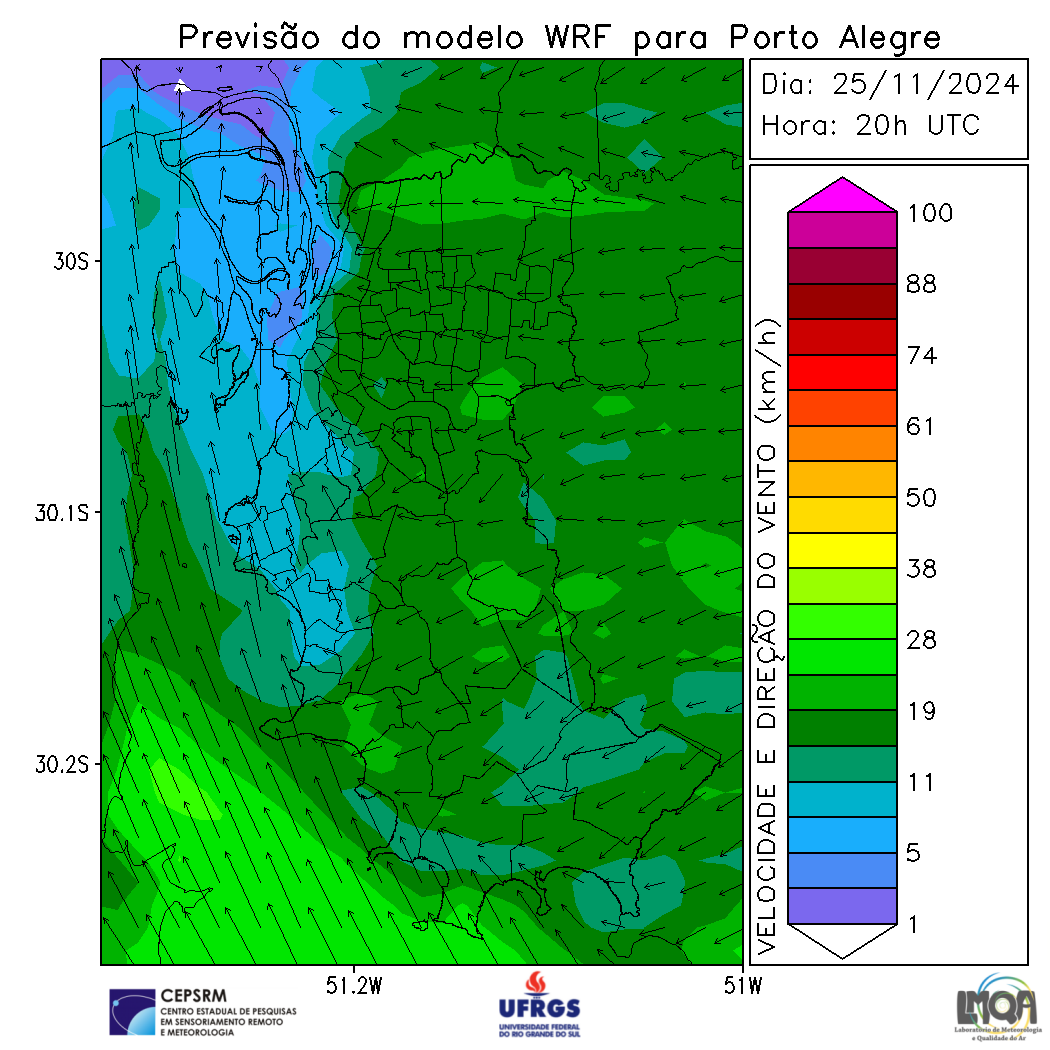 Previsão do modelo WRF para Porto Alegre
Dia: 25/11/2024
Hora: 20h UTC
30S
30.1S
30.2S
51.2W
51W
VELOCIDADE E DIREÇÃO DO VENTO (km/h)
100
88
74
61
50
38
28
19
11
5
1
CEPSRM
CENTRO ESTADUAL DE PESQUISAS
EM SENSORIAMENTO REMOTO
E METEOROLOGIA
UFRGS
UNIVERSIDADE FEDERAL
DO RIO GRANDE DO SUL
LMQA
Laboratório de Meteorologia
e Qualidade do Ar